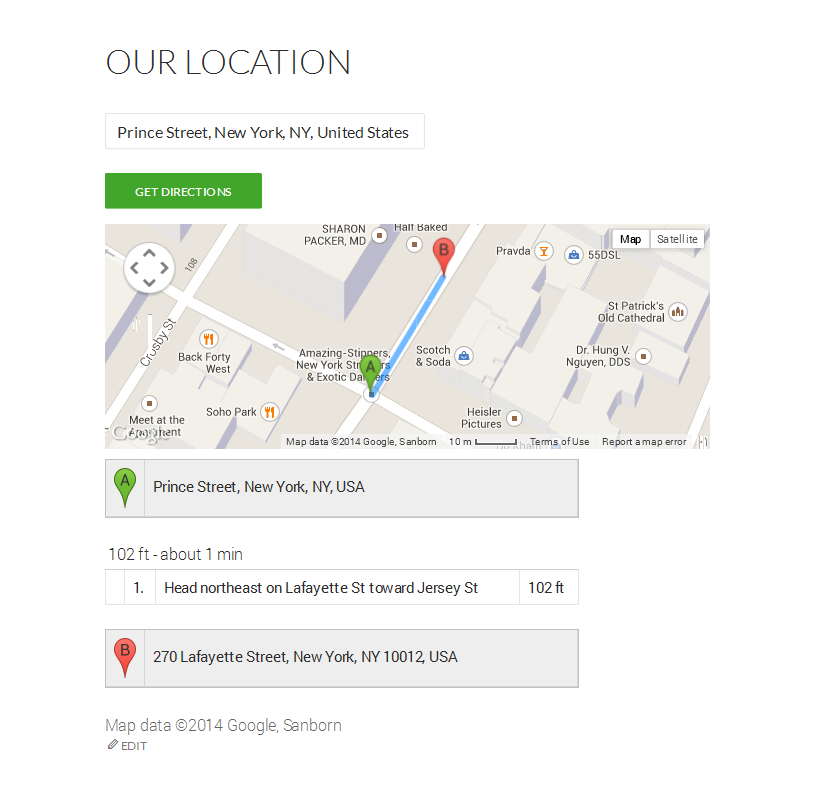 OUR LOCATION
Prince Street, New York, NY, United States
GET DIRECTIONS
SHARON
PACKER, MD
Half Baked
B
Map
Satellite
Pravda
55DSL
108
St Patrick's
Old Cathedral
Crosby St
Back Forty
West
Amazing-Strippers,
New York Strippers
& Exotic Dancers
A
Scotch
& Soda
Dr. Hung V.
Nguyen, DDS
Meet at the
Apartment
Soho Park
Heisler
Pictures
Google
Map data ©2014 Google, Sanborn
10 m
Terms of Use
Report a map error
A
Prince Street, New York, NY, USA
102 ft - about 1 min
1.
Head northeast on Lafayette St toward Jersey St
102 ft
B
270 Lafayette Street, New York, NY 10012, USA
Map data ©2014 Google, Sanborn
EDIT